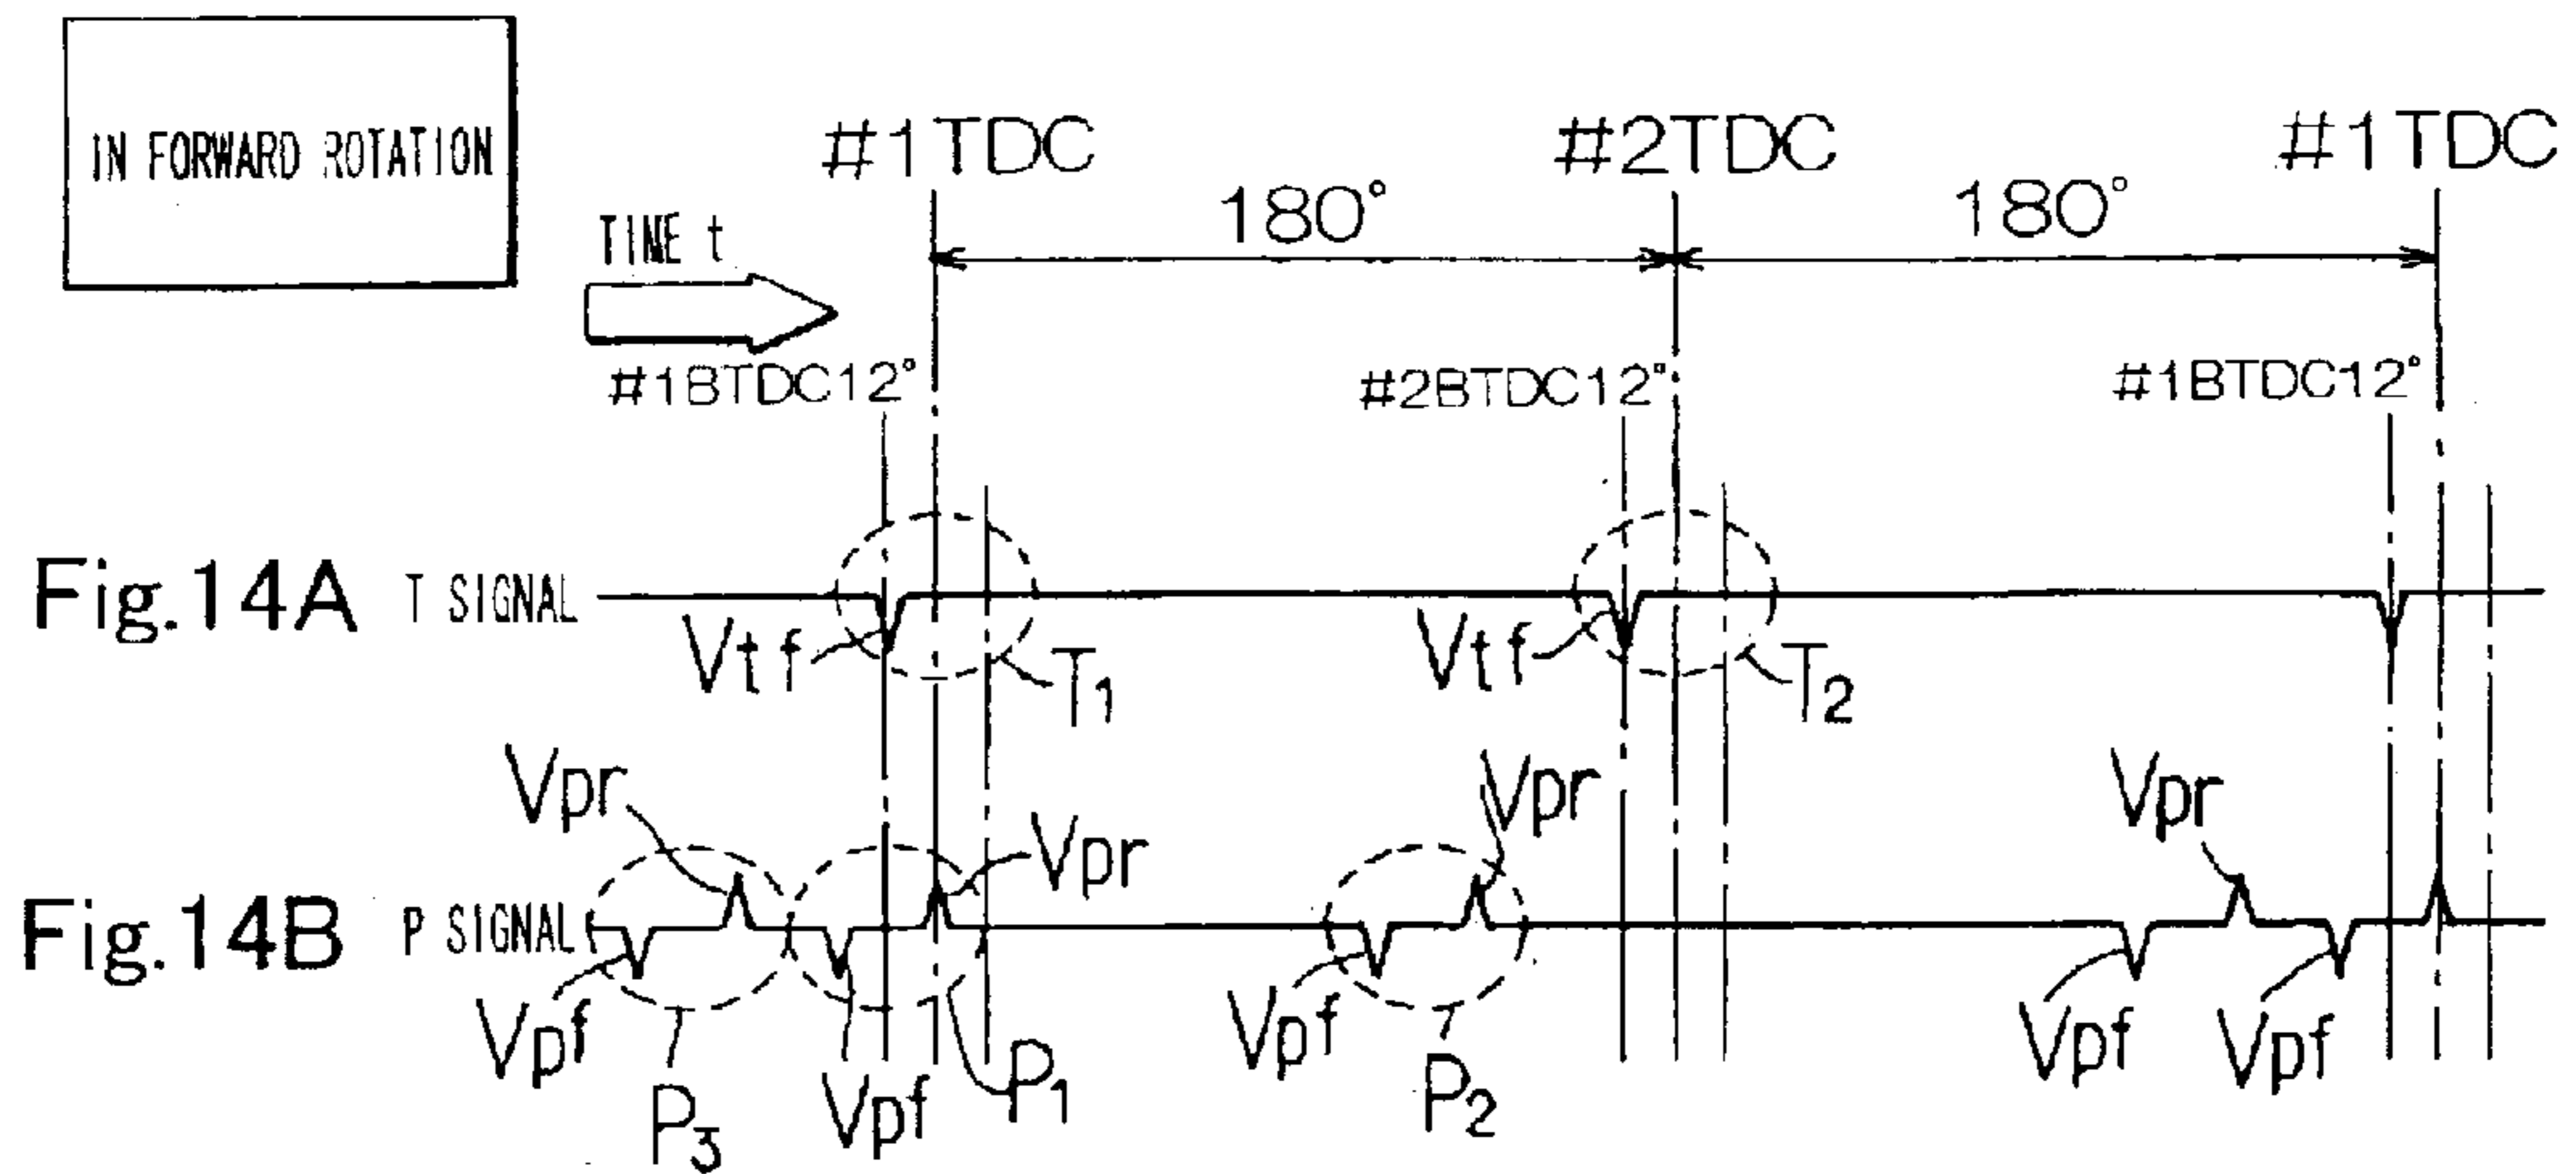 IN FORWARD ROTATION
#1TDC
#2TDC
#1TDC
180°
180°
TIME t
#1BTDC12°
#2BTDC12°
#1BTDC12°
Fig.14A
T SIGNAL
Vtf
T1
Vtf
T2
Vpr
Vpr
Vpr
Vpr
Fig.14B
P SIGNAL
Vpf
P3
Vpf
P1
Vpf
P2
Vpf
Vpf